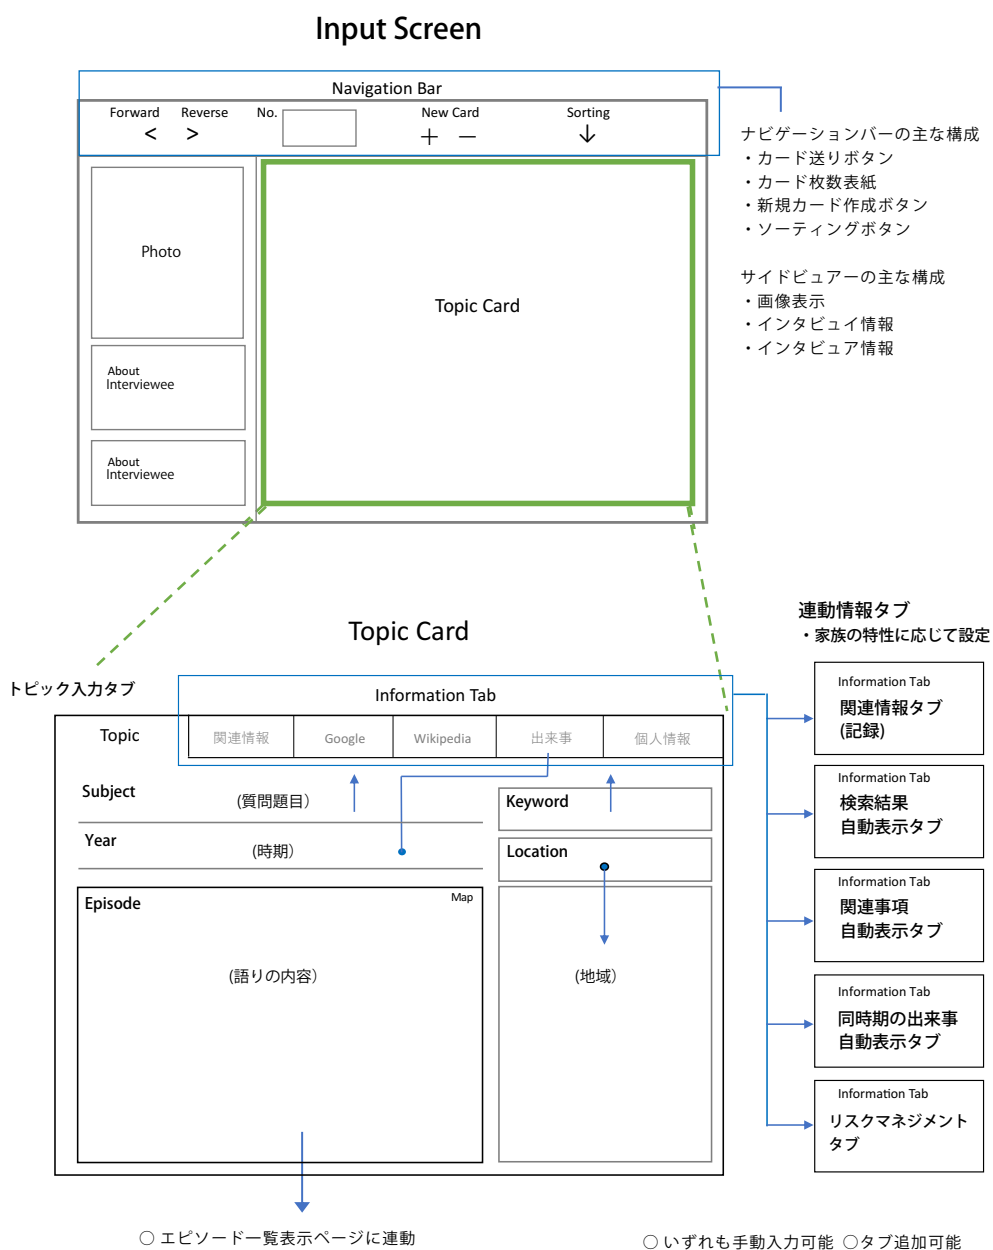 Input Screen
Navigation Bar
Forward Reverse No. New Card Sorting
< > + − ↓
ナビゲーションバーの主な構成
・カード送りボタン
・カード枚数表紙
・新規カード作成ボタン
・ソーティングボタン
サイドビュアーの主な構成
・画像表示
・インタビュイ情報
・インタビュア情報
Photo
Topic Card
About
Interviewee
About
Interviewee
連動情報タブ
・家族の特性に応じて設定
Topic Card
トピック入力タブ
Information Tab
Topic 関連情報 Google Wikipedia 出来事 個人情報
Subject (質問題目)
Keyword
Year (時期)
Location
Episode Map
(語りの内容)
(地域)
Information Tab
関連情報タブ
(記録)
Information Tab
検索結果
自動表示タブ
Information Tab
関連事項
自動表示タブ
Information Tab
同時期の出来事
自動表示タブ
Information Tab
リスクマネジメント
タブ
○ エピソード一覧表示ページに連動
○ いずれも手動入力可能 ○タブ追加可能